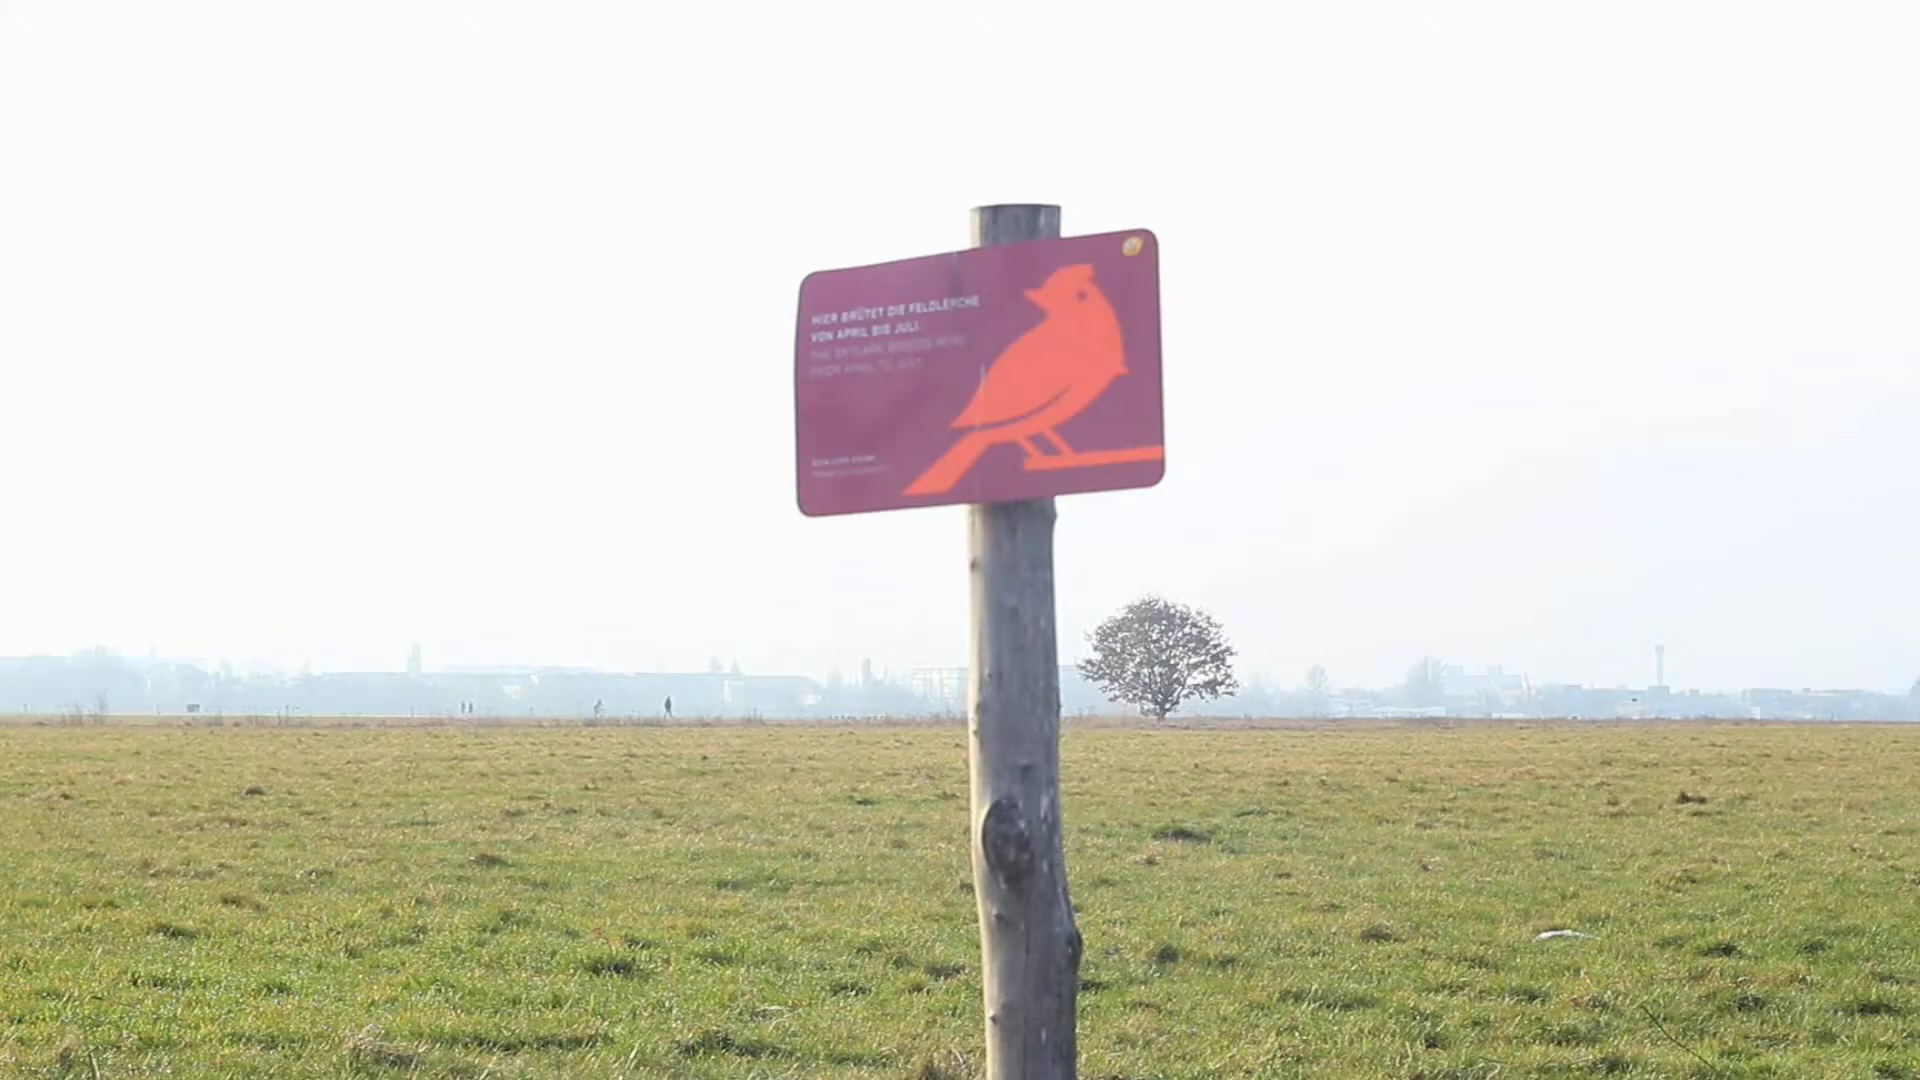 HIER BRÜTET DIE FELDLERCHE
VON APRIL BIS JULI.
THE SKYLARK BREEDS HERE
FROM APRIL TO JULY.